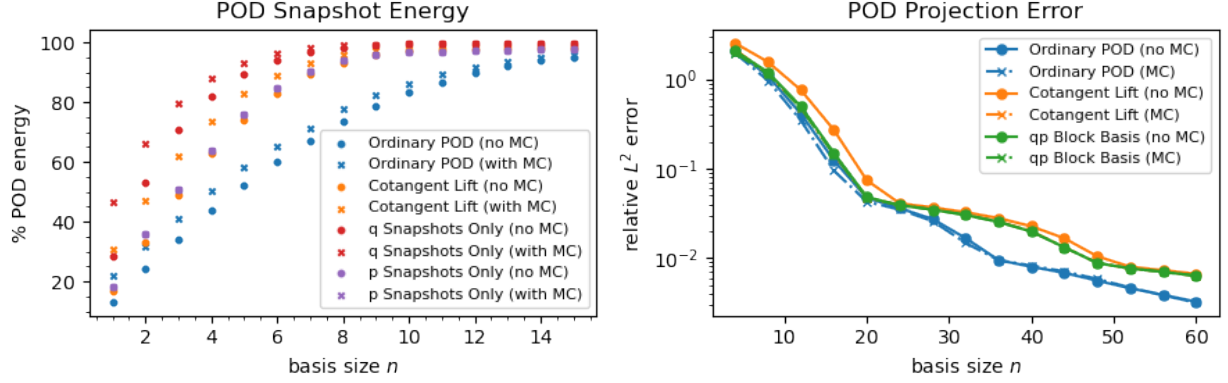 POD Snapshot Energy
% POD energy
100
80
60
40
20
2
4
6
8
10
12
14
basis size n
Ordinary POD (no MC)
Ordinary POD (with MC)
Cotangent Lift (no MC)
Cotangent Lift (with MC)
q Snapshots Only (no MC)
q Snapshots Only (with MC)
p Snapshots Only (no MC)
p Snapshots Only (with MC)
POD Projection Error
relative L² error
10⁰
10⁻¹
10⁻²
10
20
30
40
50
60
basis size n
Ordinary POD (no MC)
Ordinary POD (MC)
Cotangent Lift (no MC)
Cotangent Lift (MC)
qp Block Basis (no MC)
qp Block Basis (MC)